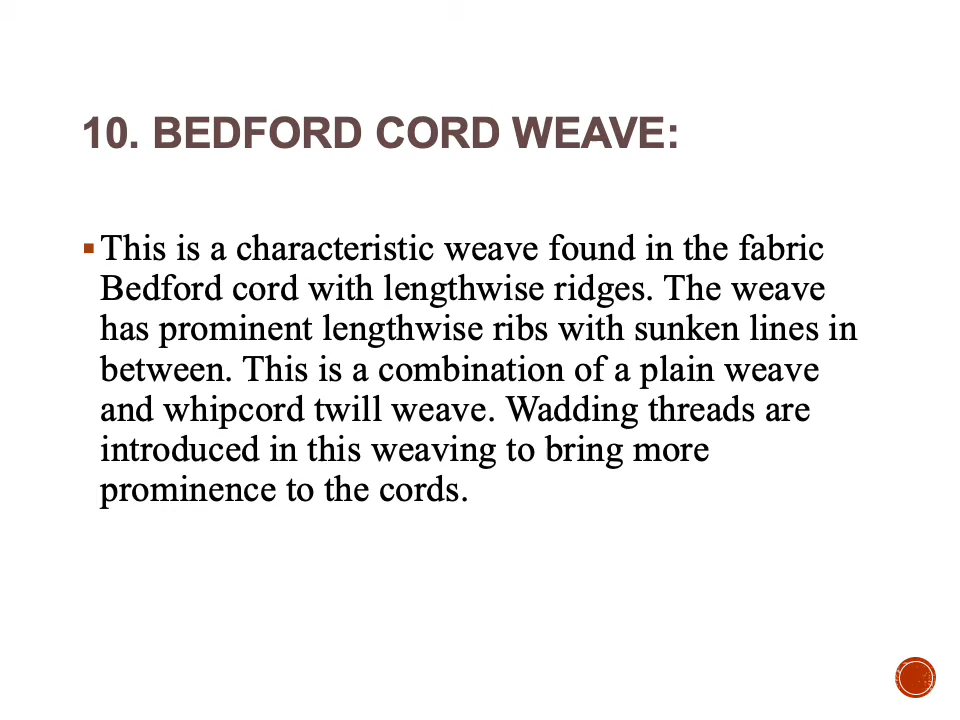 10. BEDFORD CORD WEAVE:
▪ This is a characteristic weave found in the fabric
Bedford cord with lengthwise ridges. The weave
has prominent lengthwise ribs with sunken lines in
between. This is a combination of a plain weave
and whipcord twill weave. Wadding threads are
introduced in this weaving to bring more
prominence to the cords.